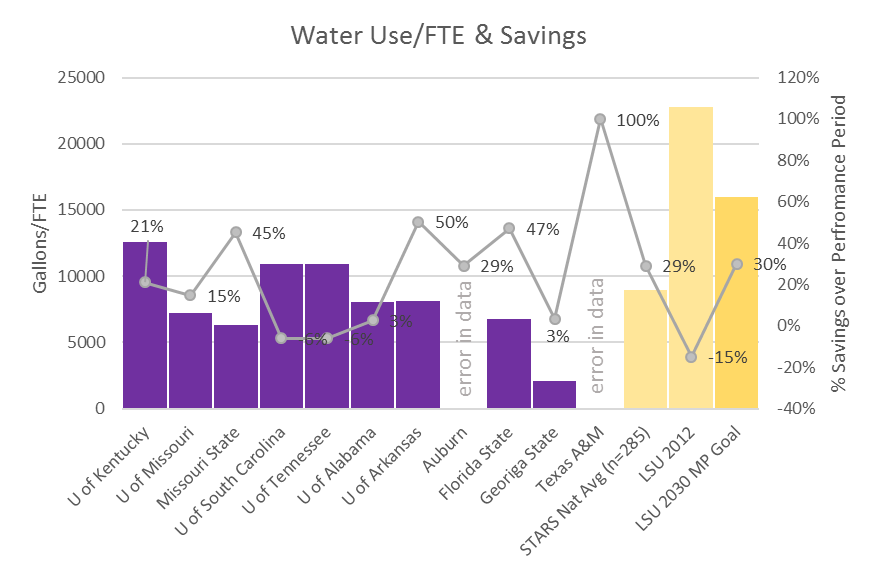 Water Use/FTE & Savings
25000
20000
15000
10000
5000
0
Gallons/FTE
120%
100%
80%
60%
40%
20%
0%
-20%
-40%
% Savings over Perfromance Period
21%
15%
45%
-6%
-6%
3%
50%
29%
47%
3%
100%
29%
-15%
30%
error in data
error in data
U of Kentucky
U of Missouri
Missouri State
U of South Carolina
U of Tennessee
U of Alabama
U of Arkansas
Auburn
Florida State
Georiga State
Texas A&M
STARS Nat Avg (n=285)
LSU 2012
LSU 2030 MP Goal